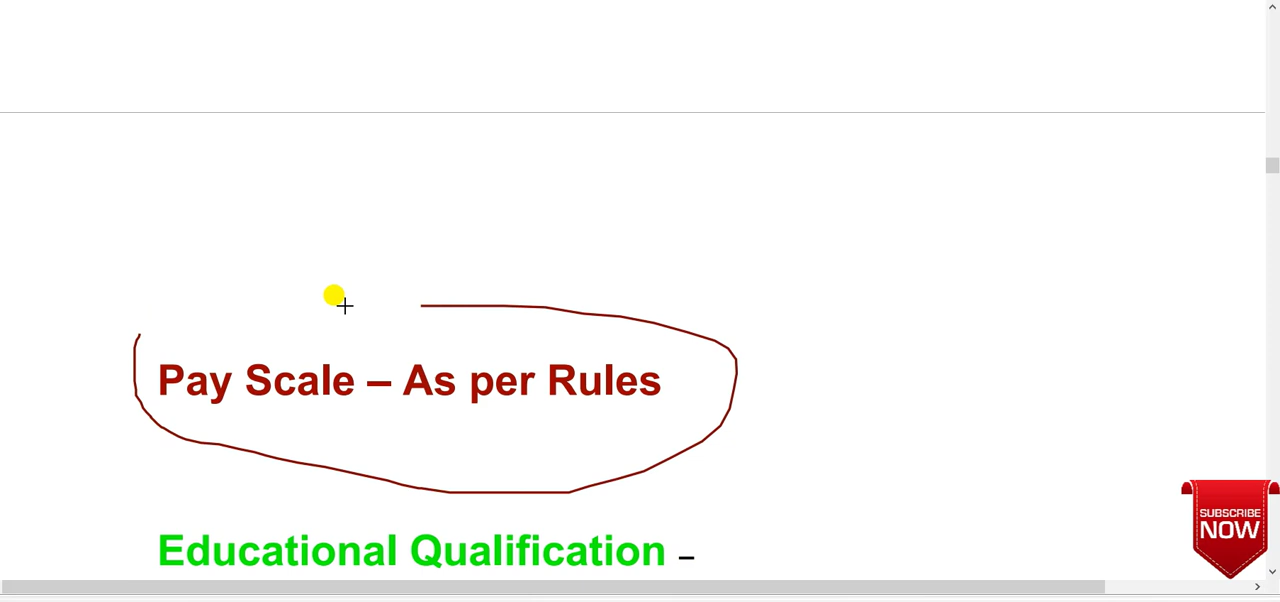 Pay Scale – As per Rules
Educational Qualification –
SUBSCRIBE
NOW